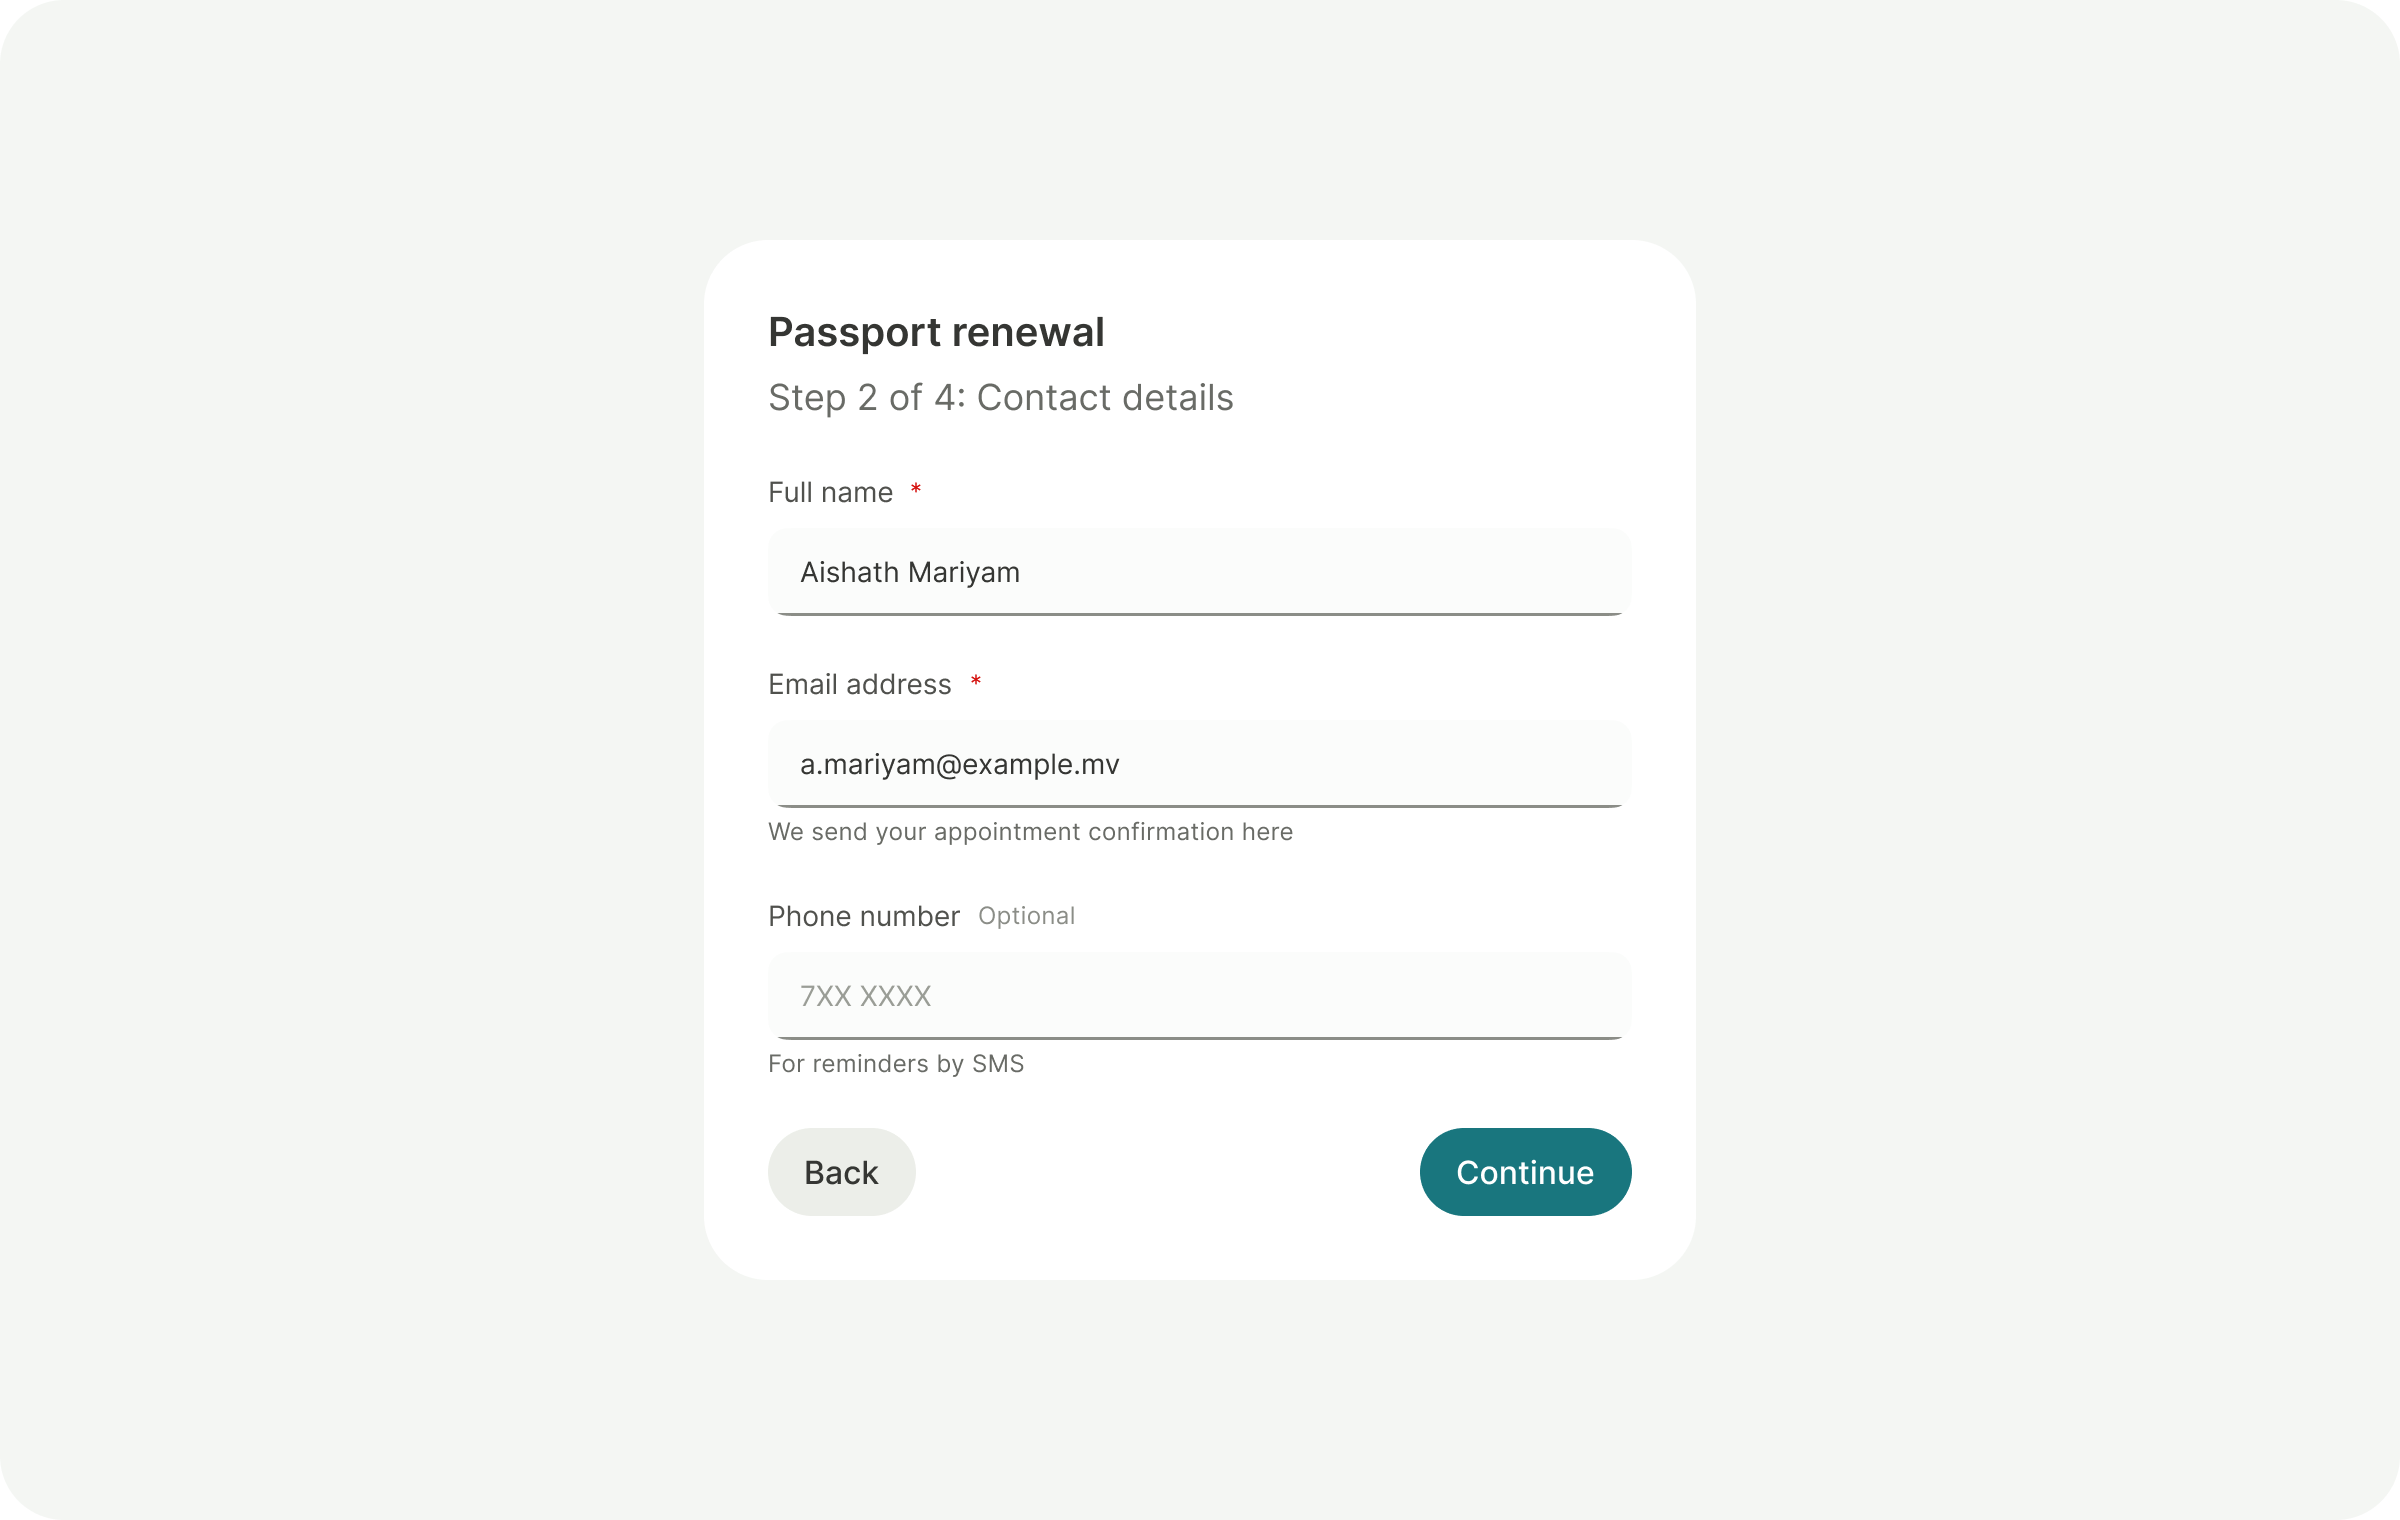 Passport renewal
Step 2 of 4: Contact details
Full name *
Aishath Mariyam
Email address *
a.mariyam@example.mv
We send your appointment confirmation here
Phone number Optional
7XX XXXX
For reminders by SMS
Back
Continue